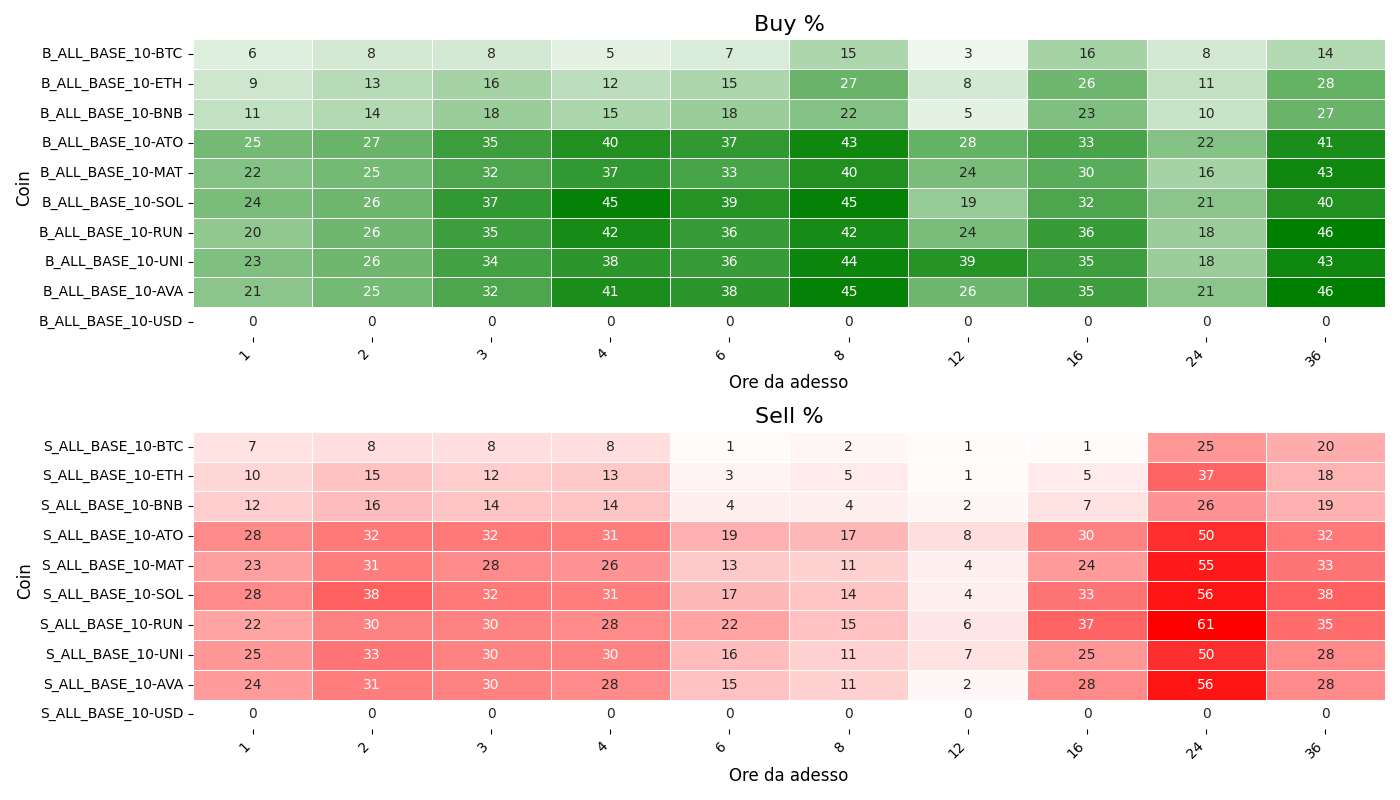 Buy %
Coin
B_ALL_BASE_10-BTC 6 8 8 5 7 15 3 16 8 14
B_ALL_BASE_10-ETH 9 13 16 12 15 27 8 26 11 28
B_ALL_BASE_10-BNB 11 14 18 15 18 22 5 23 10 27
B_ALL_BASE_10-ATO 25 27 35 40 37 43 28 33 22 41
B_ALL_BASE_10-MAT 22 25 32 37 33 40 24 30 16 43
B_ALL_BASE_10-SOL 24 26 37 45 39 45 19 32 21 40
B_ALL_BASE_10-RUN 20 26 35 42 36 42 24 36 18 46
B_ALL_BASE_10-UNI 23 26 34 38 36 44 39 35 18 43
B_ALL_BASE_10-AVA 21 25 32 41 38 45 26 35 21 46
B_ALL_BASE_10-USD 0 0 0 0 0 0 0 0 0 0
1 2 3 4 6 8 12 16 24 36
Ore da adesso
Sell %
Coin
S_ALL_BASE_10-BTC 7 8 8 8 1 2 1 1 25 20
S_ALL_BASE_10-ETH 10 15 12 13 3 5 1 5 37 18
S_ALL_BASE_10-BNB 12 16 14 14 4 4 2 7 26 19
S_ALL_BASE_10-ATO 28 32 32 31 19 17 8 30 50 32
S_ALL_BASE_10-MAT 23 31 28 26 13 11 4 24 55 33
S_ALL_BASE_10-SOL 28 38 32 31 17 14 4 33 56 38
S_ALL_BASE_10-RUN 22 30 30 28 22 15 6 37 61 35
S_ALL_BASE_10-UNI 25 33 30 30 16 11 7 25 50 28
S_ALL_BASE_10-AVA 24 31 30 28 15 11 2 28 56 28
S_ALL_BASE_10-USD 0 0 0 0 0 0 0 0 0 0
1 2 3 4 6 8 12 16 24 36
Ore da adesso